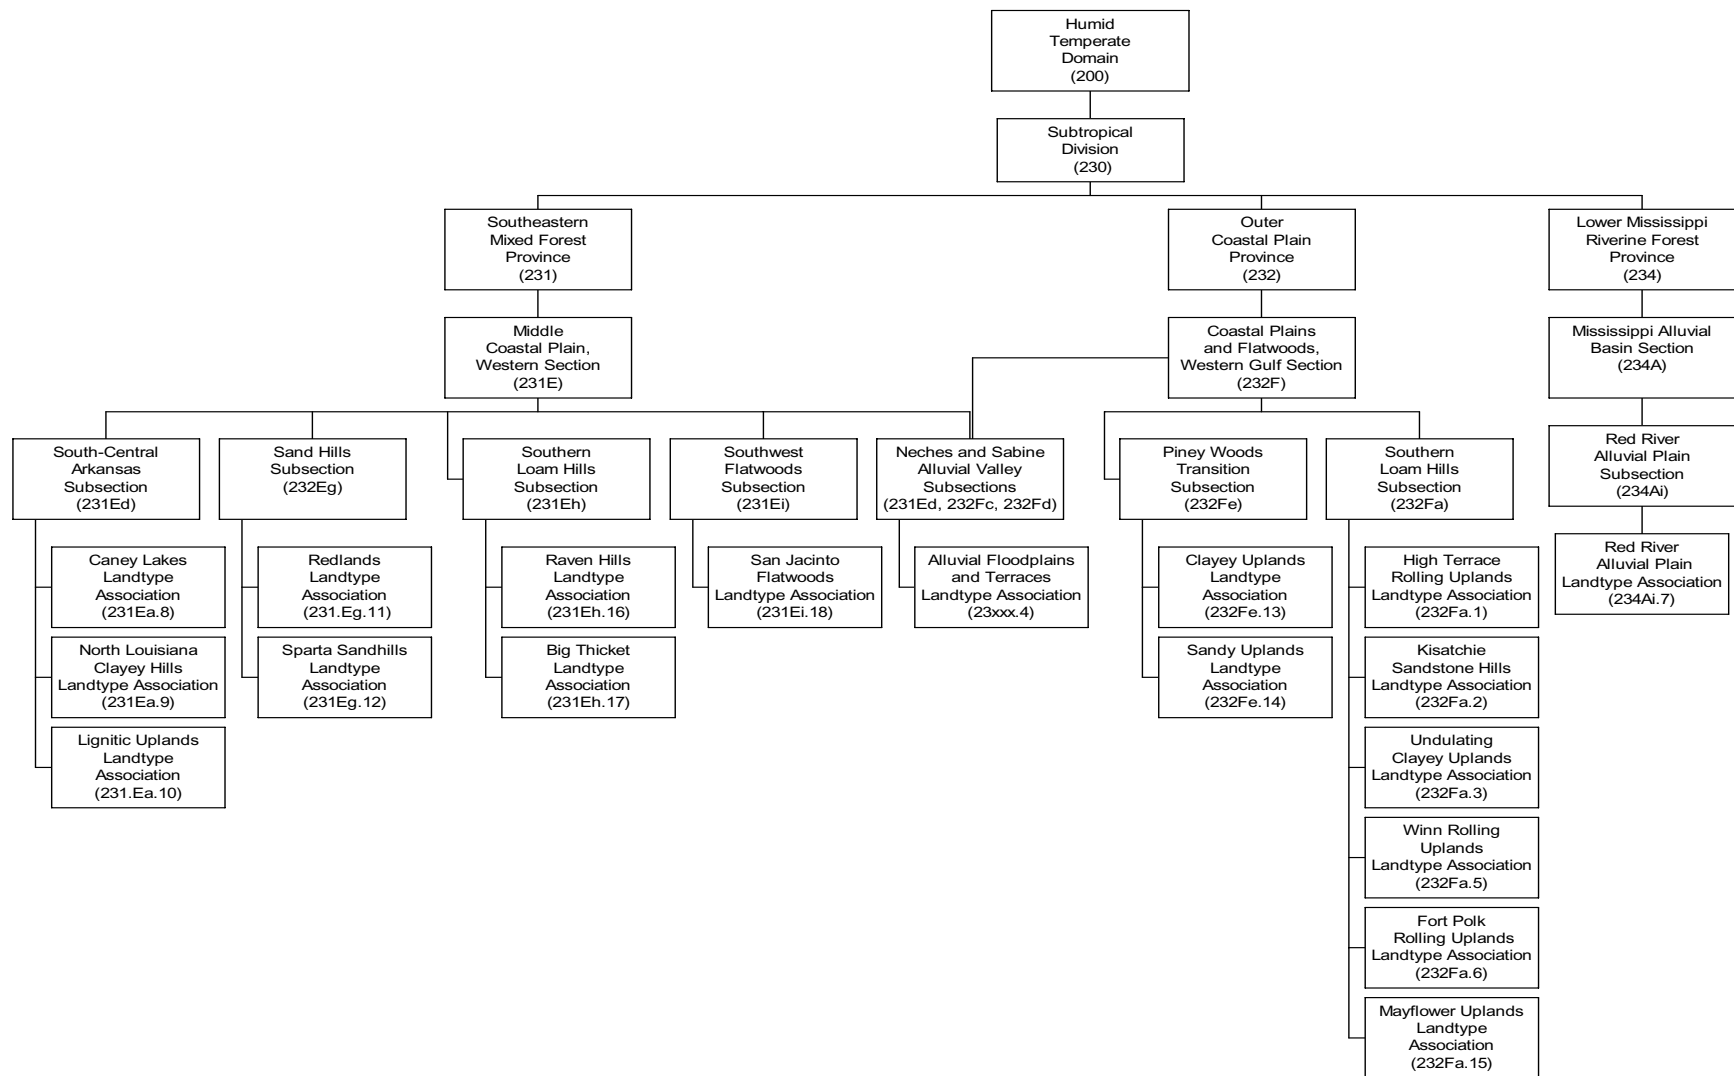 Humid
Temperate
Domain
(200)
Subtropical
Division
(230)
Southeastern
Mixed Forest
Province
(231)
Outer
Coastal Plain
Province
(232)
Lower Mississippi
Riverine Forest
Province
(234)
Middle
Coastal Plain,
Western Section
(231E)
Coastal Plains
and Flatwoods,
Western Gulf Section
(232F)
Mississippi Alluvial
Basin Section
(234A)
South-Central
Arkansas
Subsection
(231Ed)
Sand Hills
Subsection
(232Eg)
Southern
Loam Hills
Subsection
(231Eh)
Southwest
Flatwoods
Subsection
(231Ei)
Neches and Sabine
Alluvial Valley
Subsections
(231Ed, 232Fc, 232Fd)
Piney Woods
Transition
Subsection
(232Fe)
Southern
Loam Hills
Subsection
(232Fa)
Red River
Alluvial Plain
Subsection
(234Ai)
Caney Lakes
Landtype
Association
(231Ea.8)
Redlands
Landtype
Association
(231.Eg.11)
Raven Hills
Landtype
Association
(231Eh.16)
San Jacinto
Flatwoods
Landtype Association
(231Ei.18)
Alluvial Floodplains
and Terraces
Landtype Association
(23xxx.4)
Clayey Uplands
Landtype
Association
(232Fe.13)
High Terrace
Rolling Uplands
Landtype Association
(232Fa.1)
Red River
Alluvial Plain
Landtype Association
(234Ai.7)
North Louisiana
Clayey Hills
Landtype Association
(231Ea.9)
Sparta Sandhills
Landtype
Association
(231Eg.12)
Big Thicket
Landtype
Association
(231Eh.17)
Sandy Uplands
Landtype
Association
(232Fe.14)
Kisatchie
Sandstone Hills
Landtype Association
(232Fa.2)
Lignitic Uplands
Landtype
Association
(231.Ea.10)
Undulating
Clayey Uplands
Landtype Association
(232Fa.3)
Winn Rolling
Uplands
Landtype Association
(232Fa.5)
Fort Polk
Rolling Uplands
Landtype Association
(232Fa.6)
Mayflower Uplands
Landtype
Association
(232Fa.15)